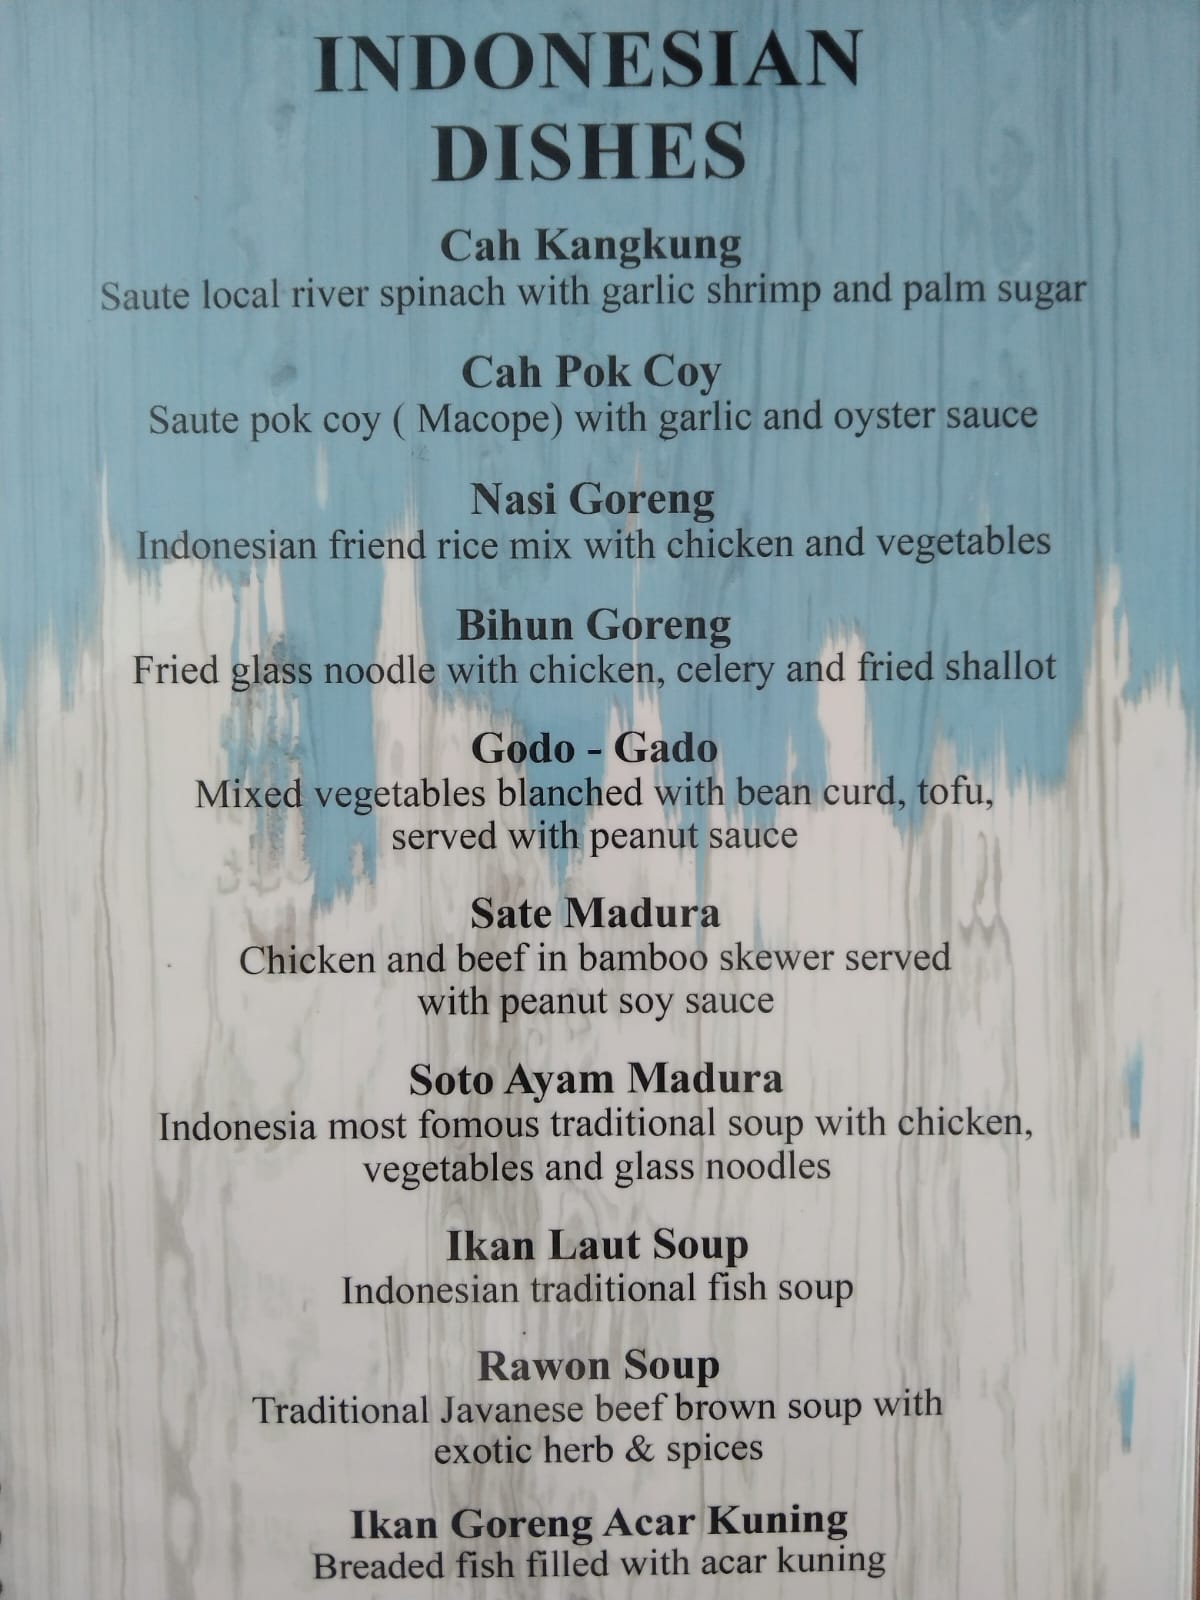 INDONESIAN
DISHES
Cah Kangkung
Saute local river spinach with garlic shrimp and palm sugar
Cah Pok Coy
Saute pok coy ( Macope) with garlic and oyster sauce
Nasi Goreng
Indonesian friend rice mix with chicken and vegetables
Bihun Goreng
Fried glass noodle with chicken, celery and fried shallot
Godo - Gado
Mixed vegetables blanched with bean curd, tofu,
served with peanut sauce
Sate Madura
Chicken and beef in bamboo skewer served
with peanut soy sauce
Soto Ayam Madura
Indonesia most fomous traditional soup with chicken,
vegetables and glass noodles
Ikan Laut Soup
Indonesian traditional fish soup
Rawon Soup
Traditional Javanese beef brown soup with
exotic herb & spices
Ikan Goreng Acar Kuning
Breaded fish filled with acar kuning